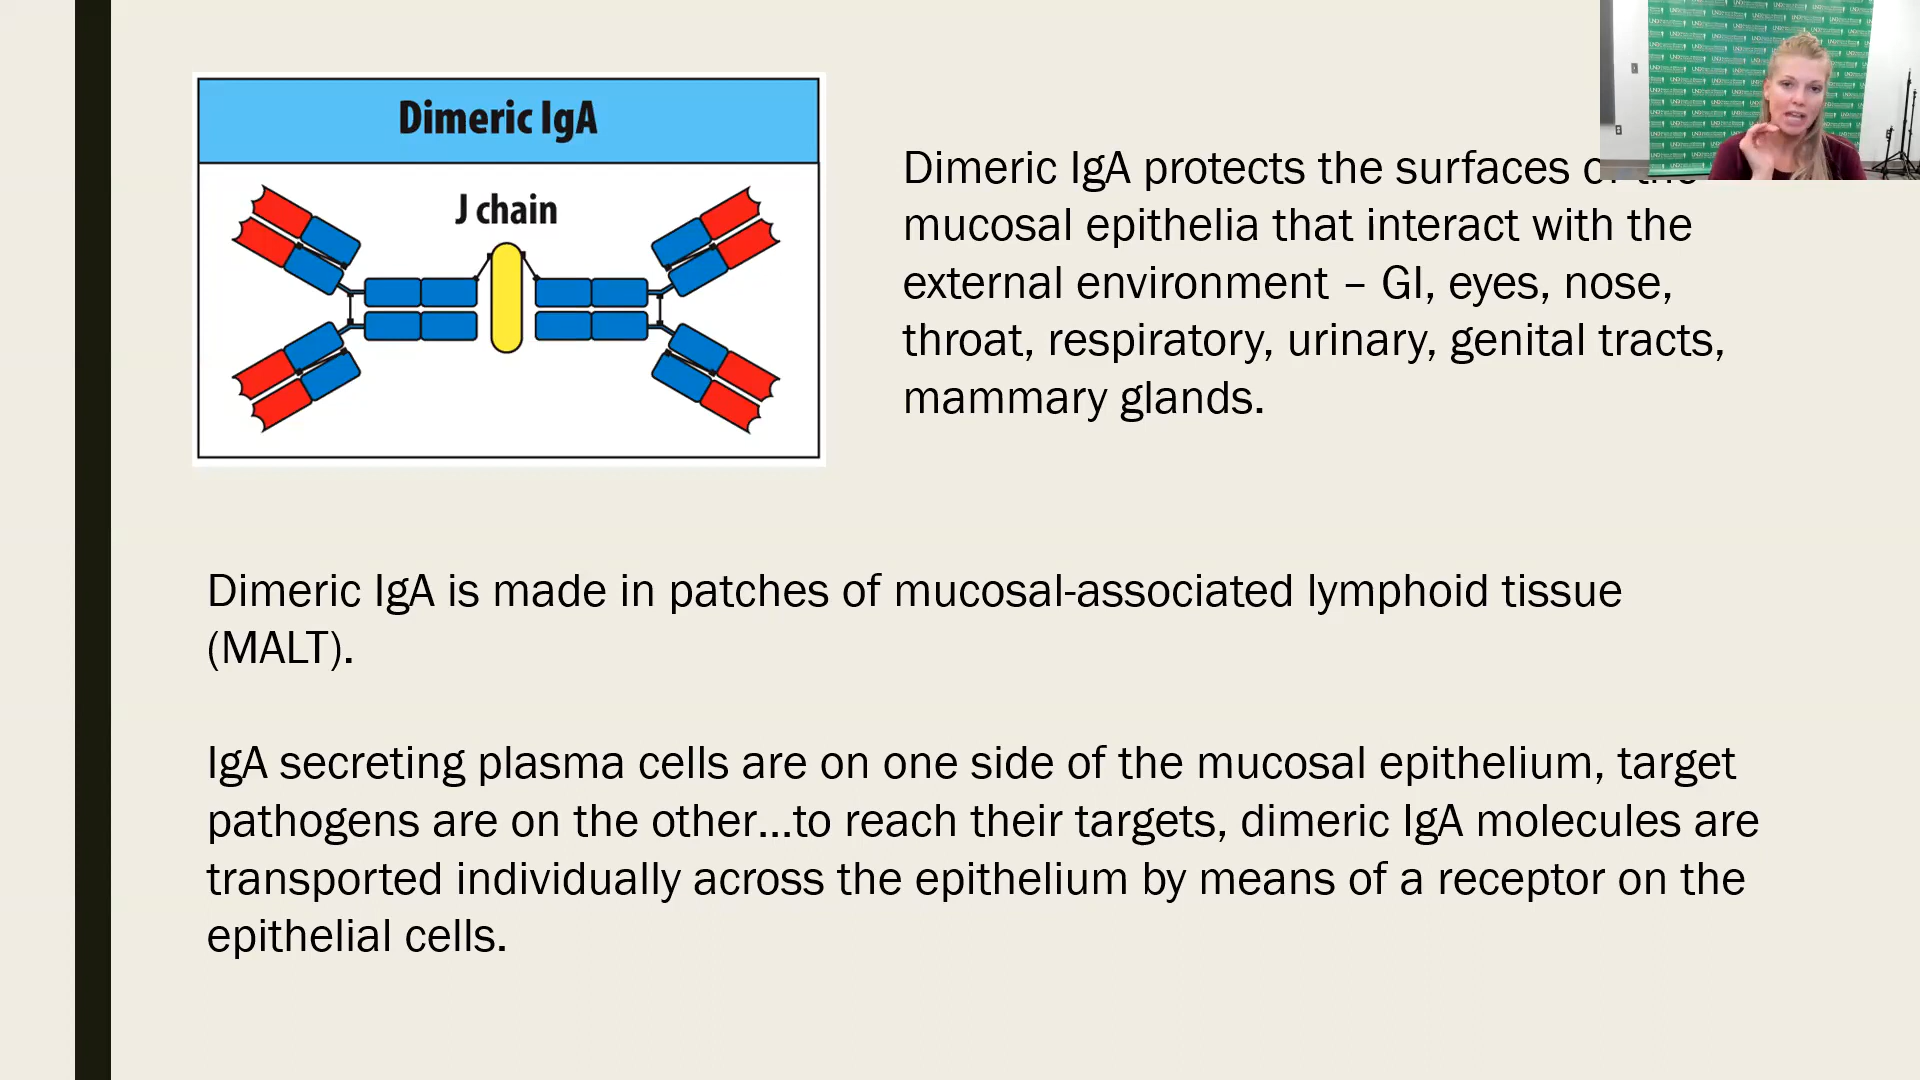 Dimeric IgA
J chain
Dimeric IgA protects the surfaces of the
mucosal epithelia that interact with the
external environment – GI, eyes, nose,
throat, respiratory, urinary, genital tracts,
mammary glands.
Dimeric IgA is made in patches of mucosal-associated lymphoid tissue
(MALT).
IgA secreting plasma cells are on one side of the mucosal epithelium, target
pathogens are on the other...to reach their targets, dimeric IgA molecules are
transported individually across the epithelium by means of a receptor on the
epithelial cells.